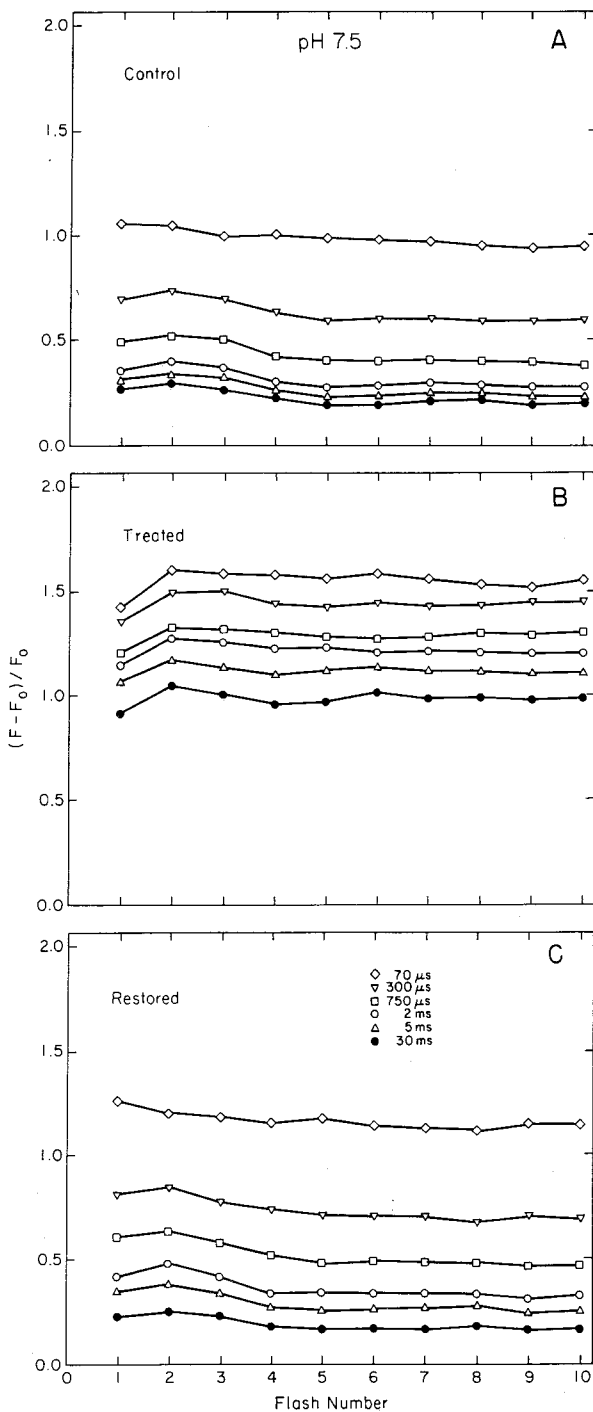 pH 7.5
A
Control
2.0
1.5
1.0
0.5
0.0
B
Treated
2.0
1.5
1.0
0.5
0.0
(F-F₀)/F₀
C
Restored
◇ 70 μs
▽ 300 μs
□ 750 μs
○ 2 ms
△ 5 ms
● 30 ms
2.0
1.5
1.0
0.5
0.0
0 1 2 3 4 5 6 7 8 9 10
Flash Number